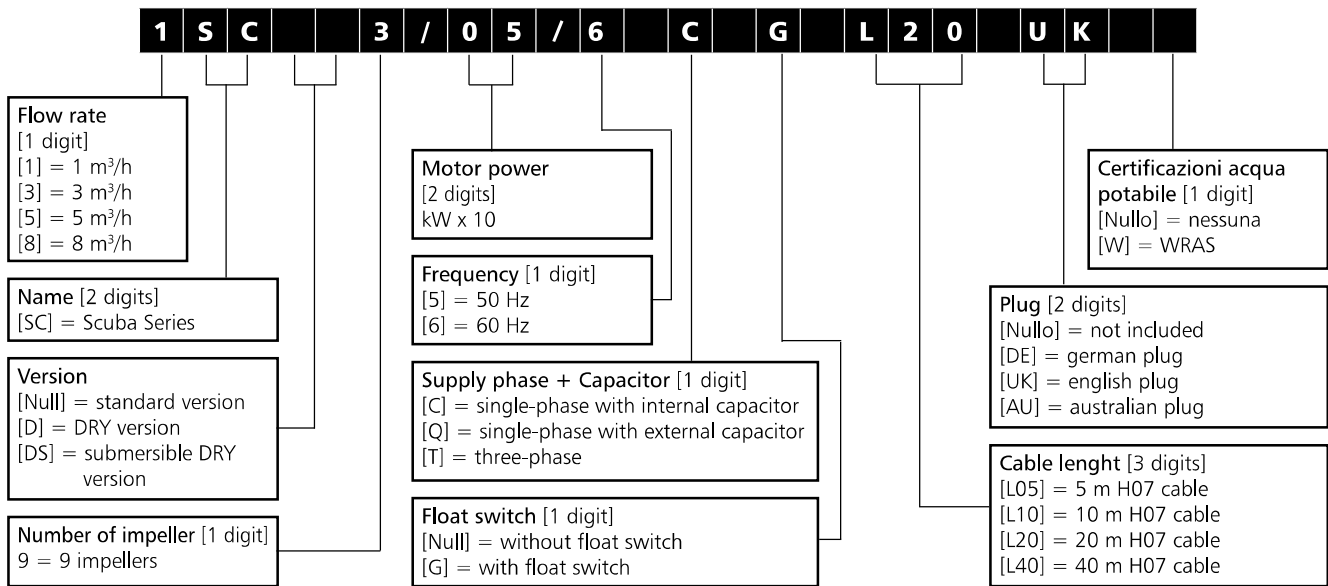 1SC 3/05/6 C G L20 UK
Flow rate
[1 digit]
[1] = 1 m³/h
[3] = 3 m³/h
[5] = 5 m³/h
[8] = 8 m³/h
Name [2 digits]
[SC] = Scuba Series
Version
[Null] = standard version
[D] = DRY version
[DS] = submersible DRY
version
Number of impeller [1 digit]
9 = 9 impellers
Motor power
[2 digits]
kW x 10
Frequency [1 digit]
[5] = 50 Hz
[6] = 60 Hz
Supply phase + Capacitor [1 digit]
[C] = single-phase with internal capacitor
[Q] = single-phase with external capacitor
[T] = three-phase
Float switch [1 digit]
[Null] = without float switch
[G] = with float switch
Certificazioni acqua
potabile [1 digit]
[Nullo] = nessuna
[W] = WRAS
Plug [2 digits]
[Nullo] = not included
[DE] = german plug
[UK] = english plug
[AU] = australian plug
Cable lenght [3 digits]
[L05] = 5 m H07 cable
[L10] = 10 m H07 cable
[L20] = 20 m H07 cable
[L40] = 40 m H07 cable